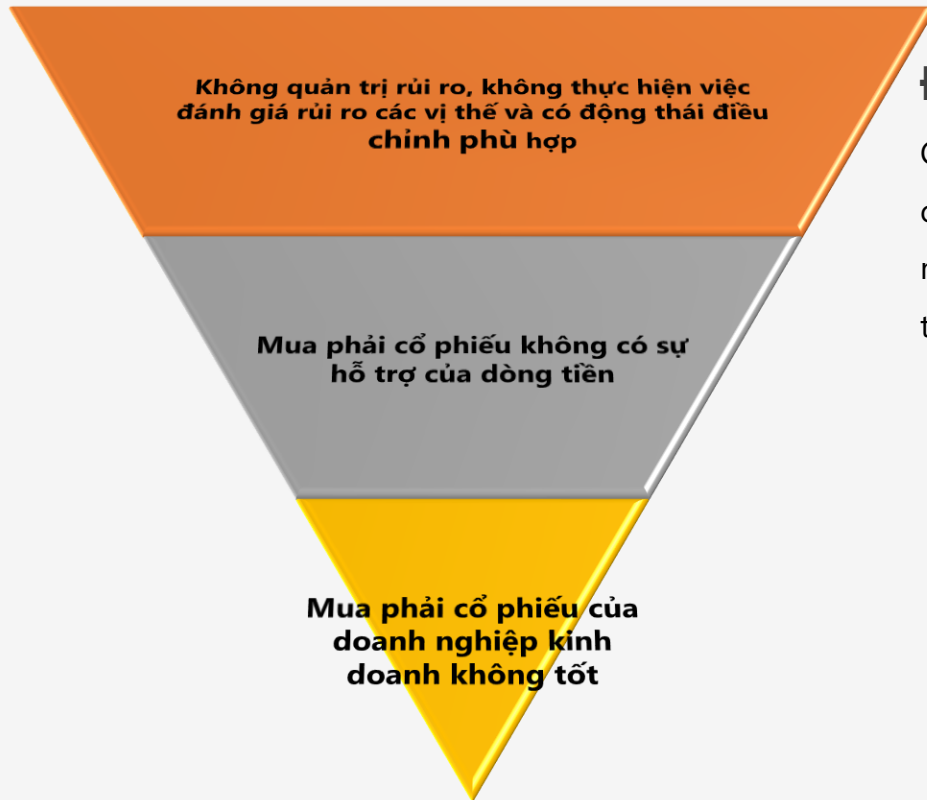 Không quản trị rủi ro, không thực hiện việc
đánh giá rủi ro các vị thế và có động thái điều
chỉnh phù hợp
Mua phải cổ phiếu không có sự
hỗ trợ của dòng tiền
Mua phải cổ phiếu của
doanh nghiệp kinh
doanh không tốt